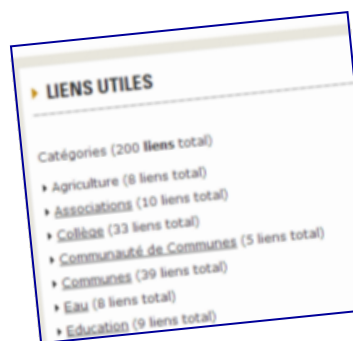 LIENS UTILES
Catégories (200 liens total)
Agriculture (8 liens total)
Associations (10 liens total)
Collège (33 liens total)
Communauté de Communes (5 liens total)
Communes (39 liens total)
Eau (8 liens total)
Education (9 liens total)